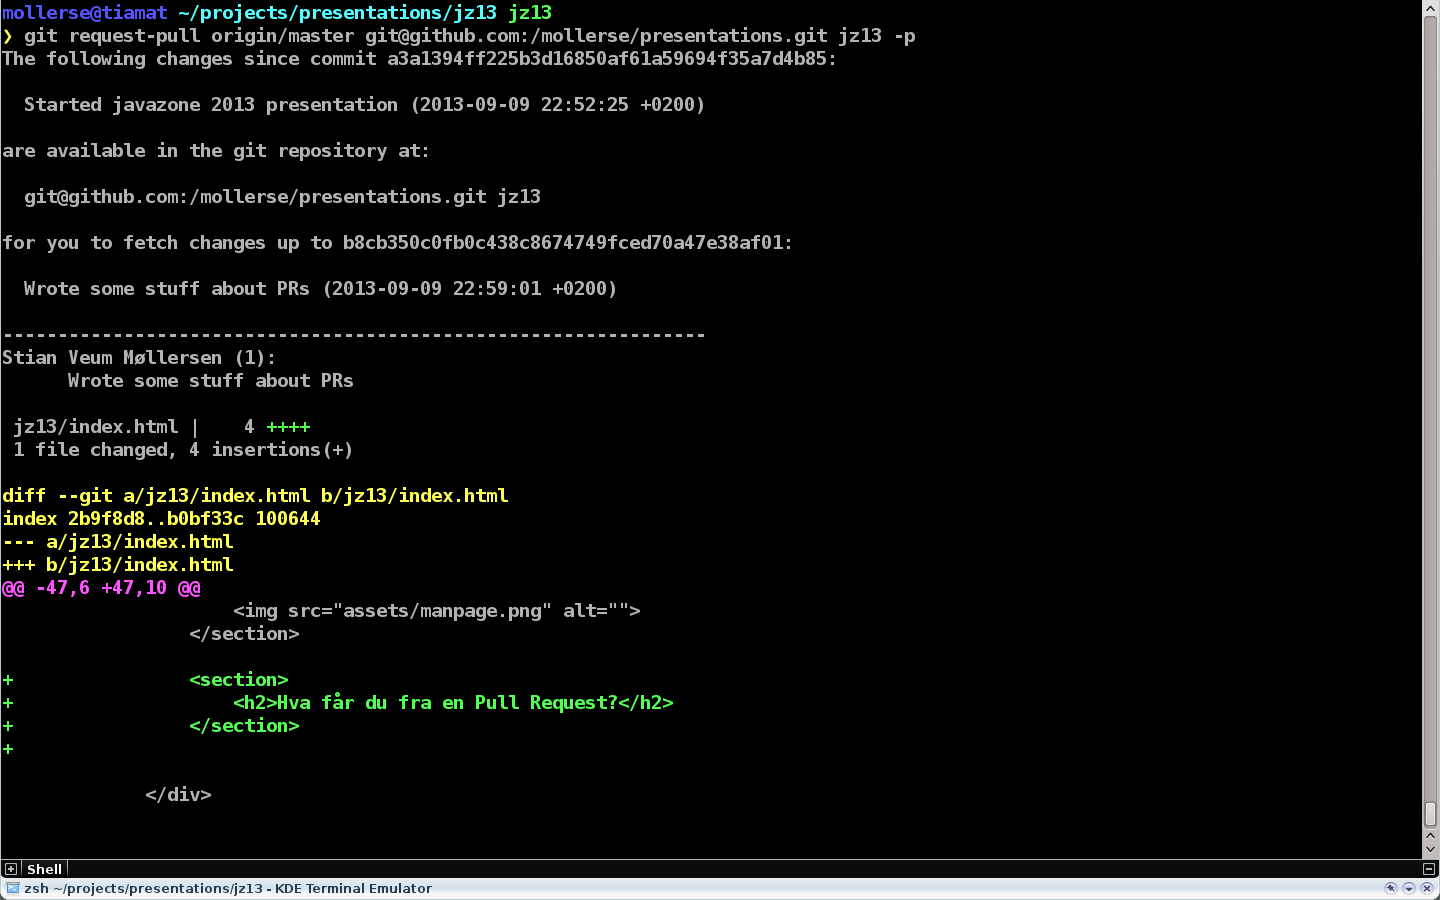 mollerse@tiamat ~/projects/presentations/jz13 jz13
❯ git request-pull origin/master git@github.com:/mollerse/presentations.git jz13 -p
The following changes since commit a3a1394ff225b3d16850af61a59694f35a7d4b85:
Started javazone 2013 presentation (2013-09-09 22:52:25 +0200)
are available in the git repository at:
git@github.com:/mollerse/presentations.git jz13
for you to fetch changes up to b8cb350c0fb0c438c8674749fced70a47e38af01:
Wrote some stuff about PRs (2013-09-09 22:59:01 +0200)
----------------------------------------------------------------
Stian Veum Møllersen (1):
Wrote some stuff about PRs
jz13/index.html |    4 ++++
1 file changed, 4 insertions(+)
diff --git a/jz13/index.html b/jz13/index.html
index 2b9f8d8..b0bf33c 100644
--- a/jz13/index.html
+++ b/jz13/index.html
@@ -47,6 +47,10 @@
<img src="assets/manpage.png" alt="">
</section>
+                <section>
+                    <h2>Hva får du fra en Pull Request?</h2>
+                </section>
+
</div>
Shell
zsh ~/projects/presentations/jz13 - KDE Terminal Emulator